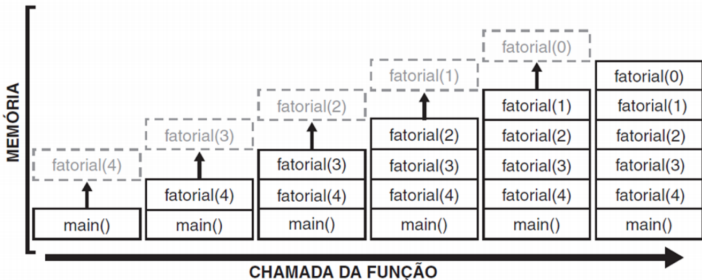 MEMÓRIA
fatorial(4)
main()
fatorial(3)
fatorial(4)
main()
fatorial(2)
fatorial(3)
fatorial(4)
main()
fatorial(1)
fatorial(2)
fatorial(3)
fatorial(4)
main()
fatorial(0)
fatorial(1)
fatorial(2)
fatorial(3)
fatorial(4)
main()
fatorial(0)
fatorial(1)
fatorial(2)
fatorial(3)
fatorial(4)
main()
CHAMADA DA FUNÇÃO